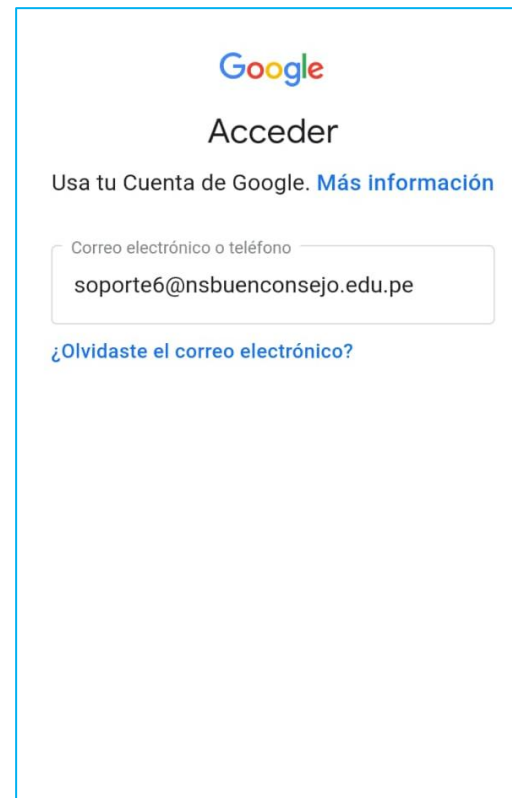 Google
Acceder
Usa tu Cuenta de Google. Más información
Correo electrónico o teléfono
soporte6@nsbuenconsejo.edu.pe
¿Olvidaste el correo electrónico?